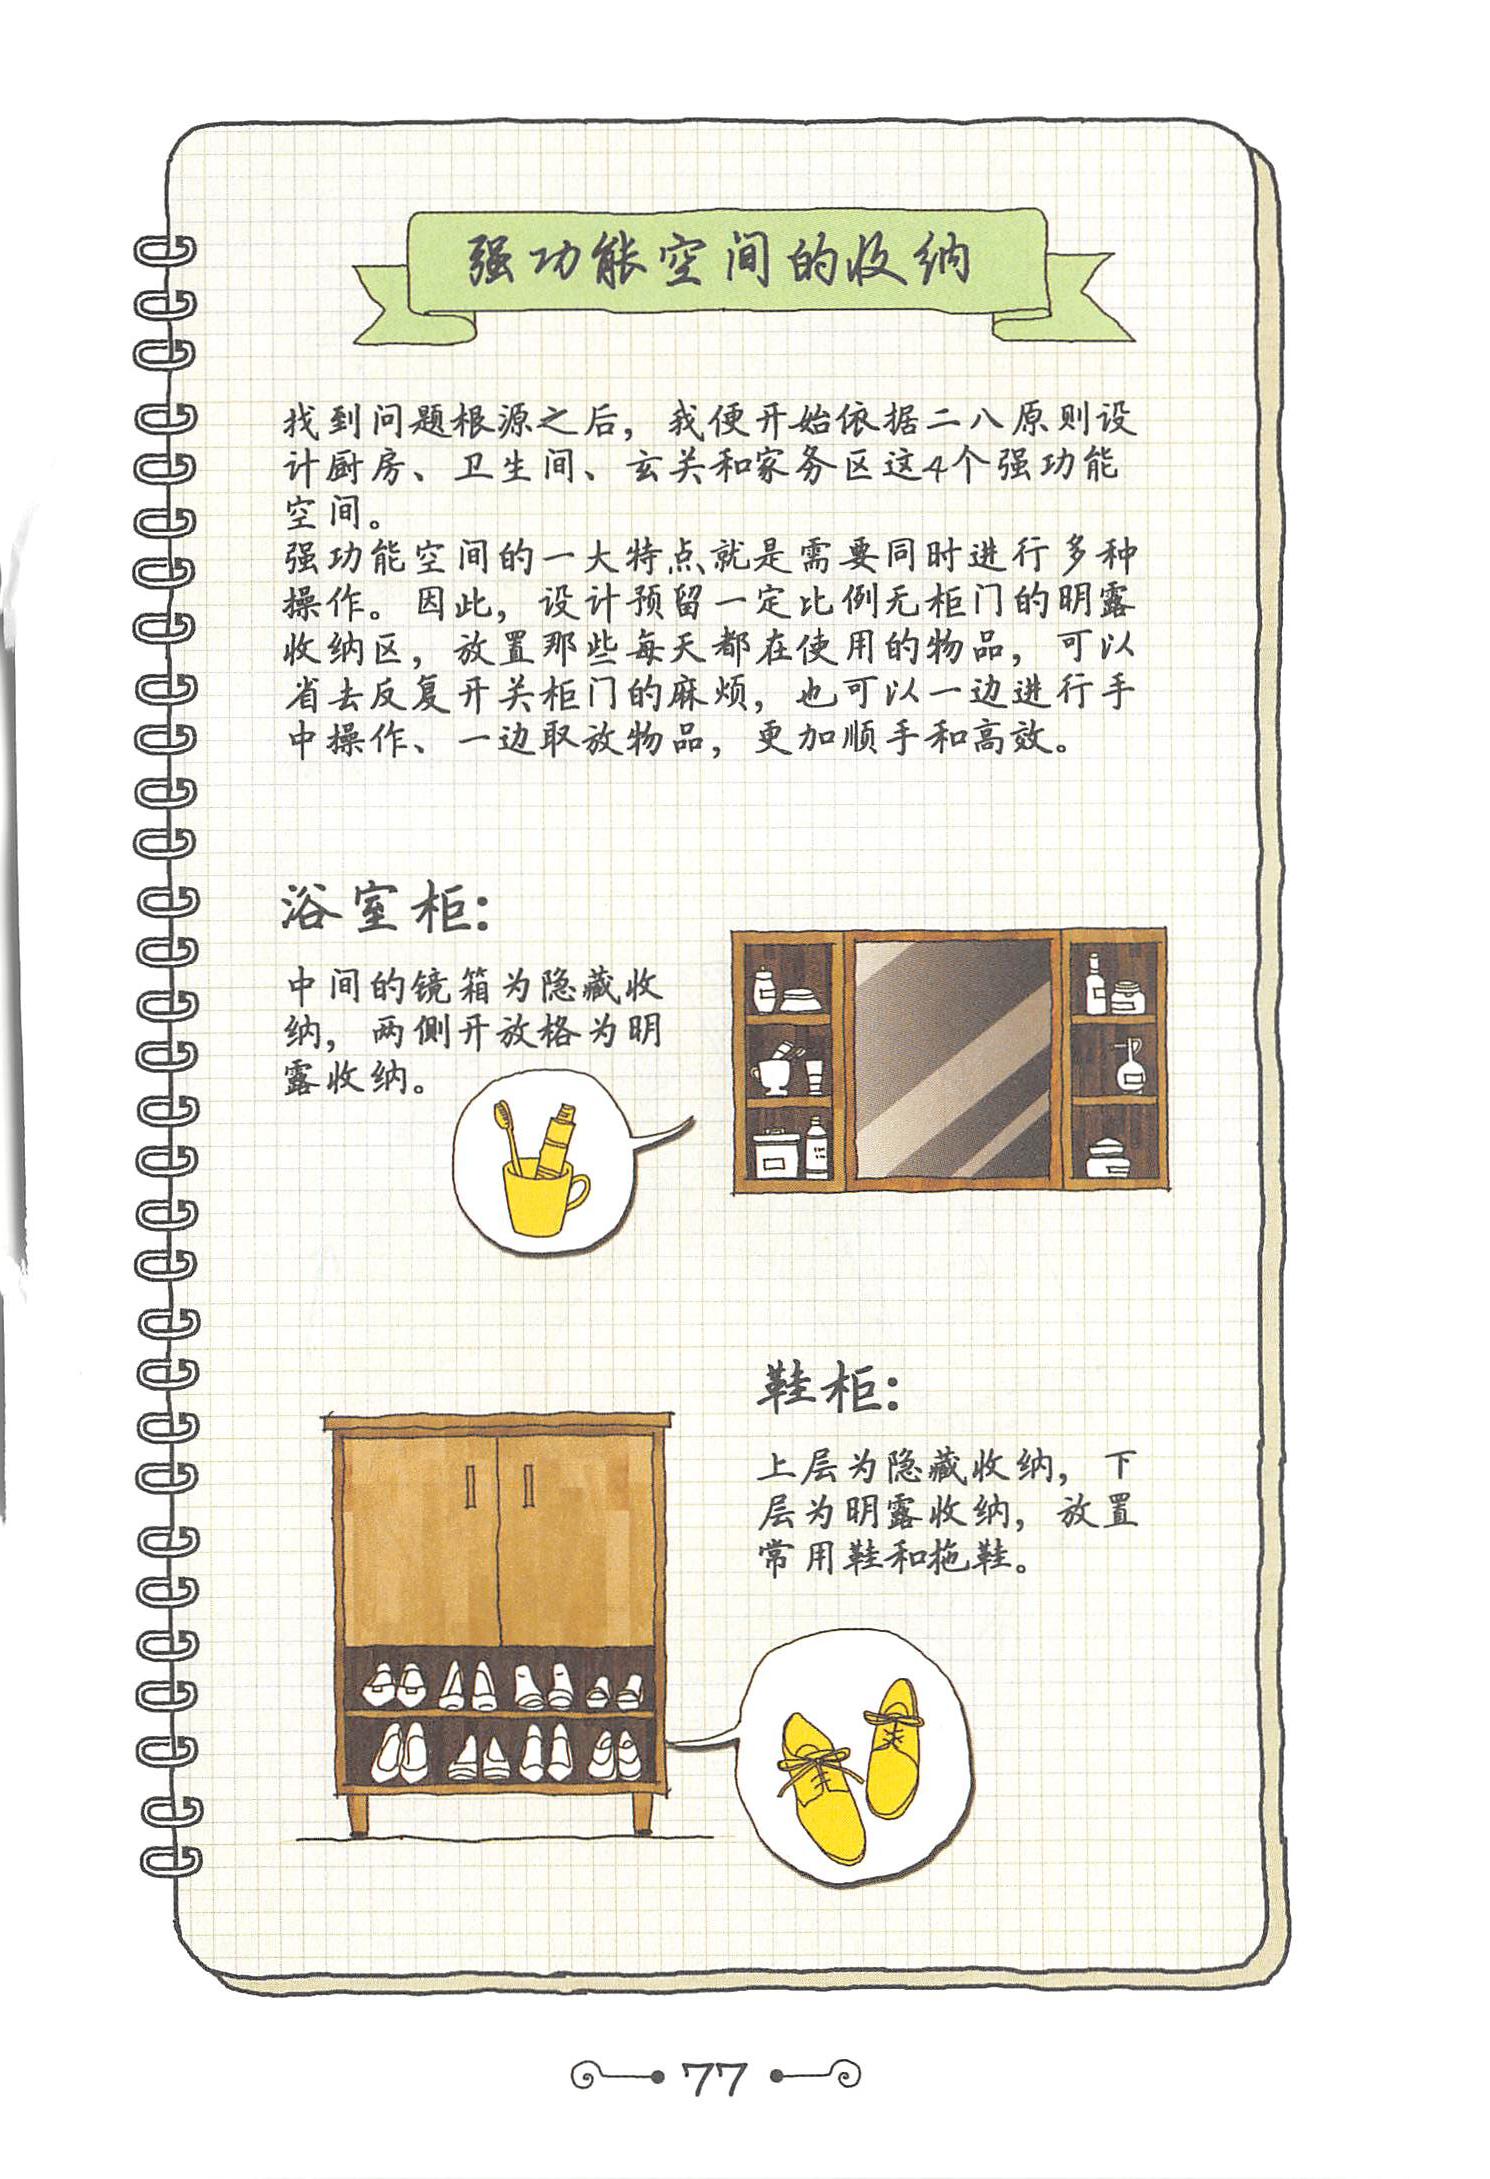 强功能空间的收纳
找到问题根源之后，我便开始依据二八原则设
计厨房、卫生间、玄关和家务区这4个强功能
空间。
强功能空间的一大特点就是需要同时进行多种
操作。因此，设计预留一定比例无柜门的明露
收纳区，放置那些每天都在使用的物品，可以
省去反复开关柜门的麻烦，也可以一边进行手
中操作、一边取放物品，更加顺手和高效。
浴室柜：
中间的镜箱为隐藏收
纳，两侧开放格为明
露收纳。
鞋柜：
上层为隐藏收纳，下
层为明露收纳，放置
常用鞋和拖鞋。
77